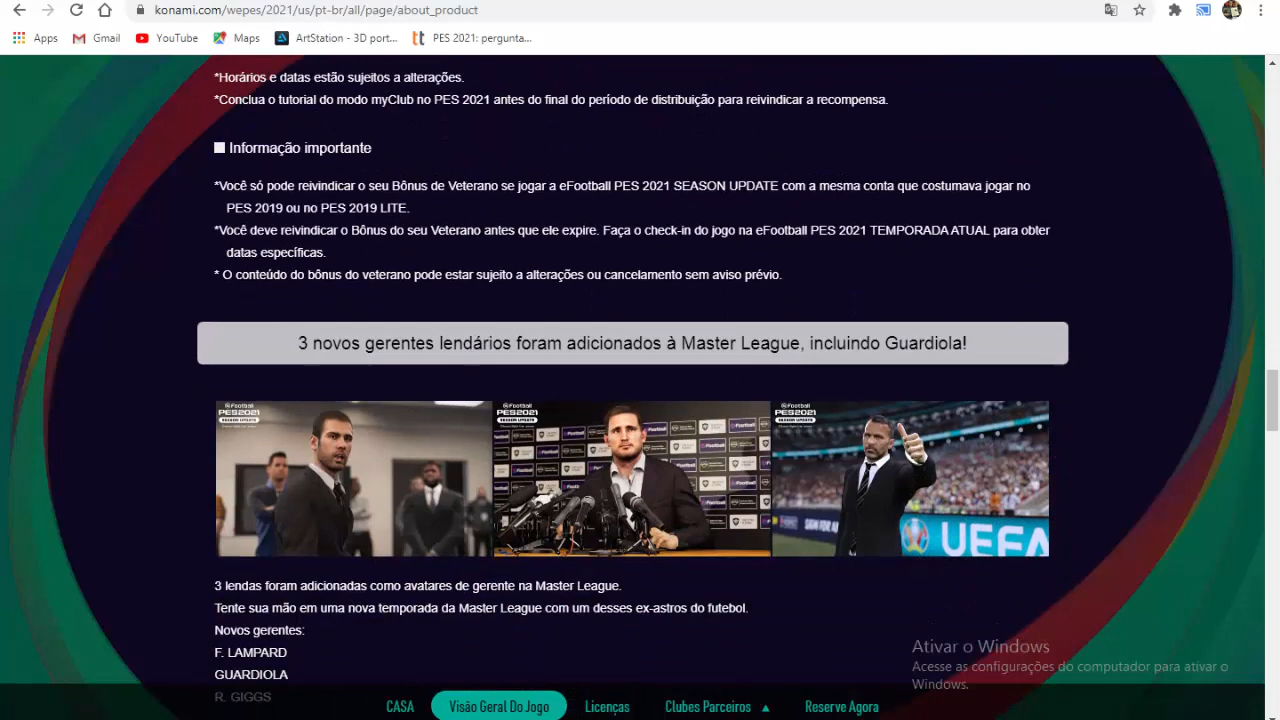 konami.com/wepes/2021/us/pt-br/all/page/about_product
Apps
Gmail
YouTube
Maps
ArtStation - 3D port...
PES 2021: pergunta...
*Horários e datas estão sujeitos a alterações.
*Conclua o tutorial do modo myClub no PES 2021 antes do final do período de distribuição para reivindicar a recompensa.
Informação importante
*Você só pode reivindicar o seu Bônus de Veterano se jogar a eFootball PES 2021 SEASON UPDATE com a mesma conta que costumava jogar no
PES 2019 ou no PES 2019 LITE.
*Você deve reivindicar o Bônus do seu Veterano antes que ele expire. Faça o check-in do jogo na eFootball PES 2021 TEMPORADA ATUAL para obter
datas específicas.
* O conteúdo do bônus do veterano pode estar sujeito a alterações ou cancelamento sem aviso prévio.
3 novos gerentes lendários foram adicionados à Master League, incluindo Guardiola!
eFootball PES2021 SEASON UPDATE
eFootball PES2021 SEASON UPDATE
eFootball PES2021 SEASON UPDATE
UEFA
3 lendas foram adicionadas como avatares de gerente na Master League.
Tente sua mão em uma nova temporada da Master League com um desses ex-astros do futebol.
Novos gerentes:
F. LAMPARD
GUARDIOLA
R. GIGGS
Ativar o Windows
Acesse as configurações do computador para ativar o
Windows.
CASA
Visão Geral Do Jogo
Licenças
Clubes Parceiros ▲
Reserve Agora